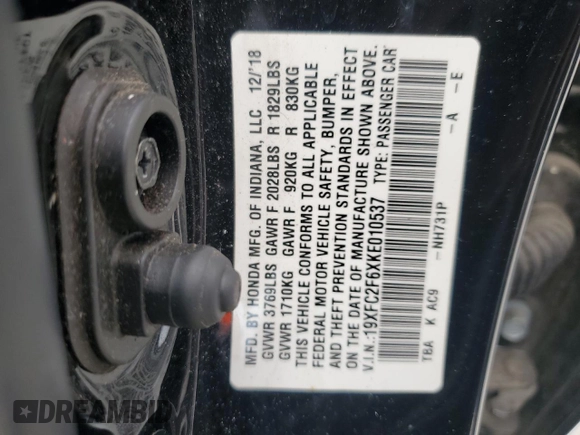 MFD. BY HONDA MFG. OF INDIANA, LLC 12/'18
GVWR 3769LBS GAWR F 2028LBS R 1829LBS
GVWR 1710KG GAWR F 920KG R 830KG
THIS VEHICLE CONFORMS TO ALL APPLICABLE
FEDERAL MOTOR VEHICLE SAFETY, BUMPER,
AND THEFT PREVENTION STANDARDS IN EFFECT
ON THE DATE OF MANUFACTURE SHOWN ABOVE.
V.I.N.:19XFC2F6XKE010537 TYPE: PASSENGER CAR
-NH731P -A -E
TBA K AC9
DREAMBID